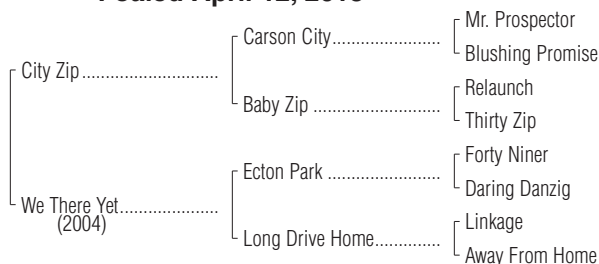 Foaled April 12,
Mr. Prospector
Carson City
Blushing Promise
City Zip
Relaunch
Baby Zip
Thirty Zip
Forty Niner
Ecton Park
Daring Danzig
We There Yet
(2004)
Linkage
Long Drive Home
Away From Home